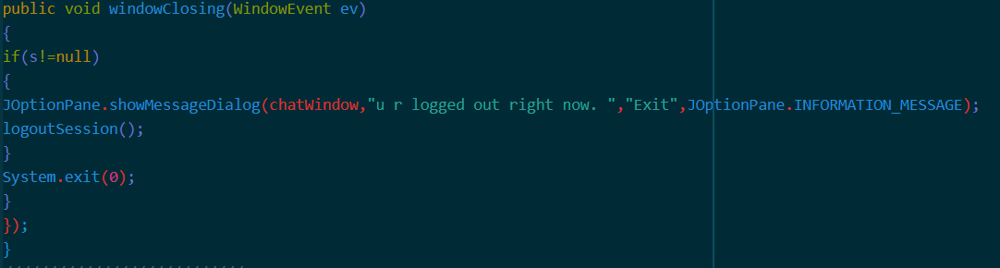 public void windowClosing(WindowEvent ev)
{
if(s!=null)
{
JOptionPane.showMessageDialog(chatWindow,"u r logged out right now. ","Exit",JOptionPane.INFORMATION_MESSAGE);
logoutSession();
}
System.exit(0);
}
});
}